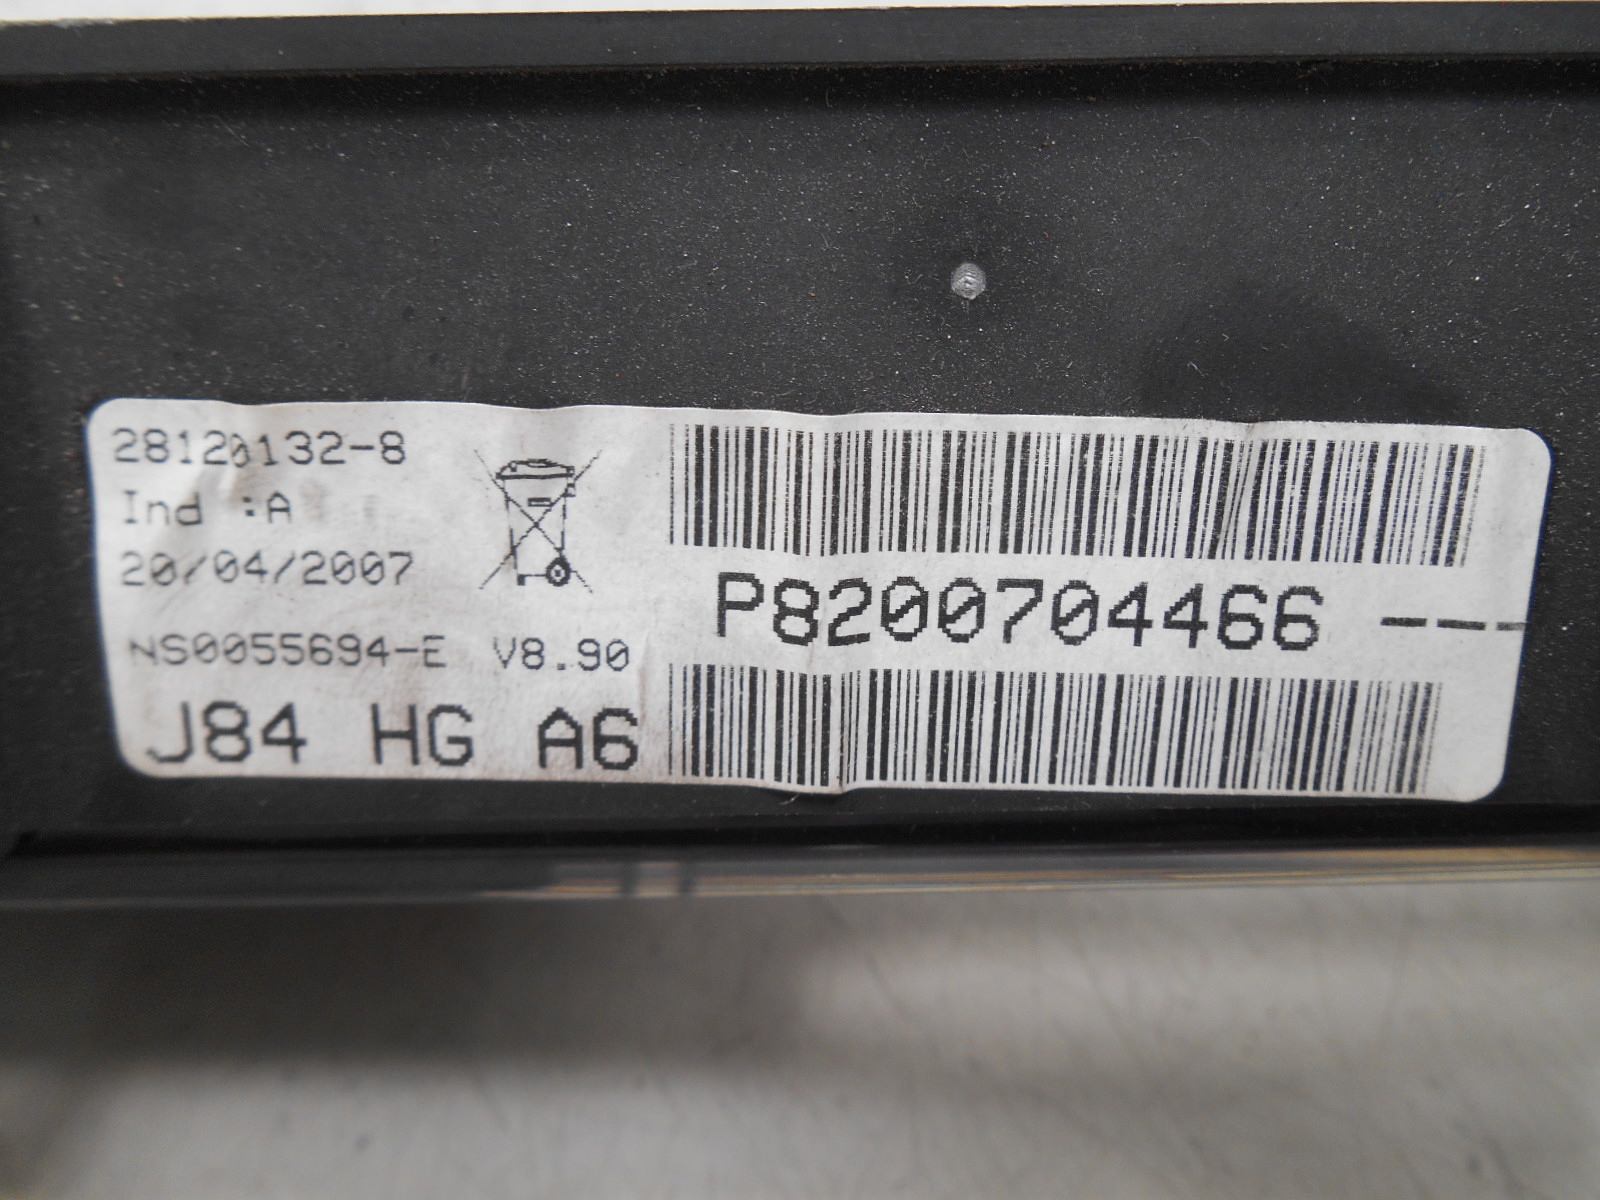 28120132-8
Ind :A
20/04/2007
NS0055694-E V8.90
J84 HG A6
P8200704466 ---